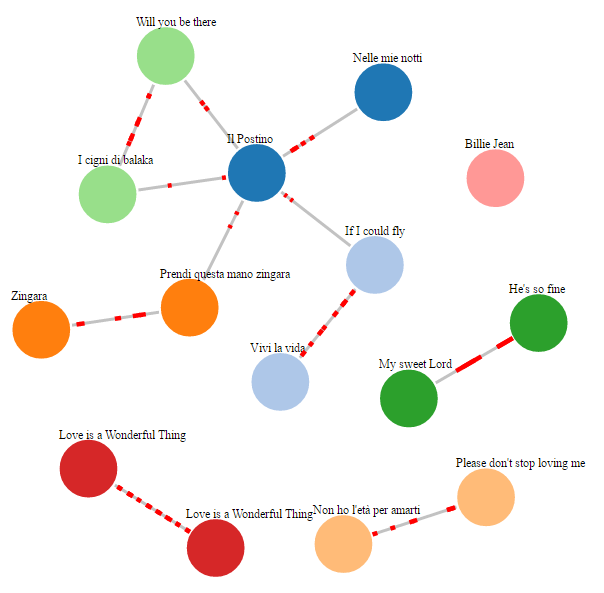 Will you be there
Nelle mie notti
Il Postino
Billie Jean
I cigni di balaka
If I could fly
Prendi questa mano zingara
Zingara
He's so fine
Vivi la vida
My sweet Lord
Love is a Wonderful Thing
Please don't stop loving me
Non ho l'età per amarti
Love is a Wonderful Thing